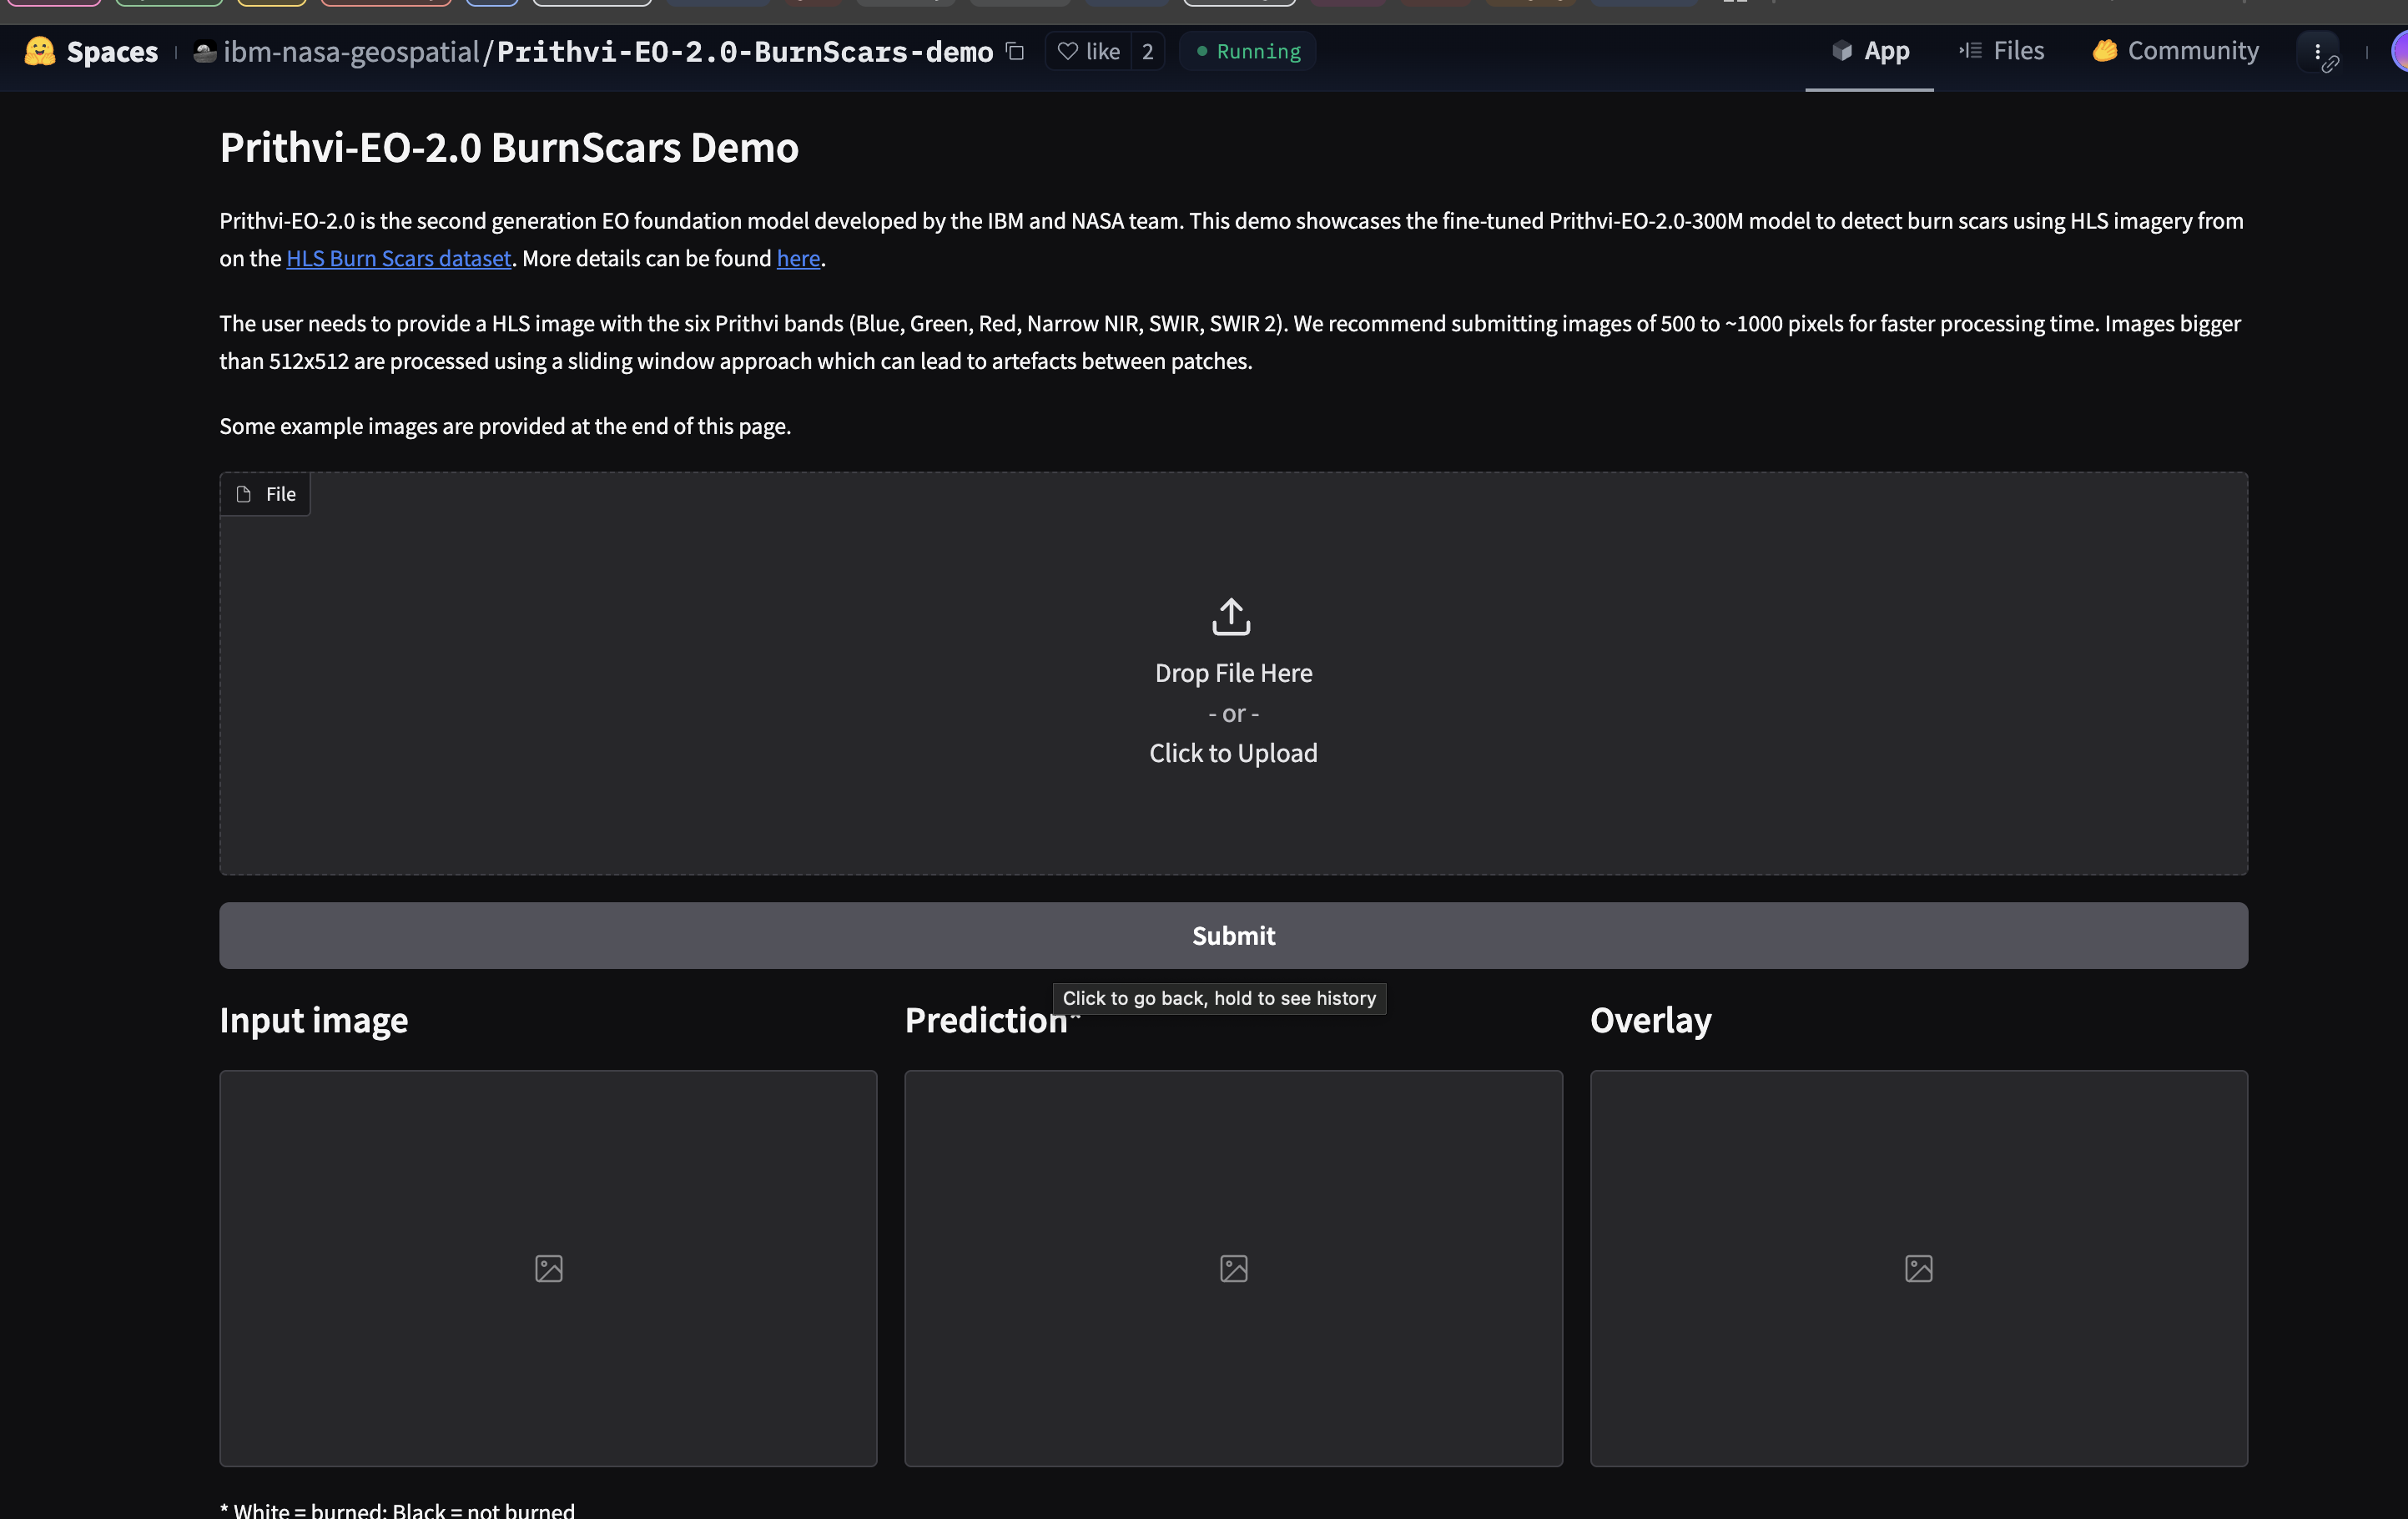 Spaces
ibm-nasa-geospatial/Prithvi-EO-2.0-BurnScars-demo
like 2
Running
App
Files
Community
Prithvi-EO-2.0 BurnScars Demo
Prithvi-EO-2.0 is the second generation EO foundation model developed by the IBM and NASA team. This demo showcases the fine-tuned Prithvi-EO-2.0-300M model to detect burn scars using HLS imagery from
on the HLS Burn Scars dataset. More details can be found here.
The user needs to provide a HLS image with the six Prithvi bands (Blue, Green, Red, Narrow NIR, SWIR, SWIR 2). We recommend submitting images of 500 to ~1000 pixels for faster processing time. Images bigger
than 512x512 are processed using a sliding window approach which can lead to artefacts between patches.
Some example images are provided at the end of this page.
File
Drop File Here
- or -
Click to Upload
Submit
Click to go back, hold to see history
Input image
Prediction*
Overlay
* White = burned; Black = not burned